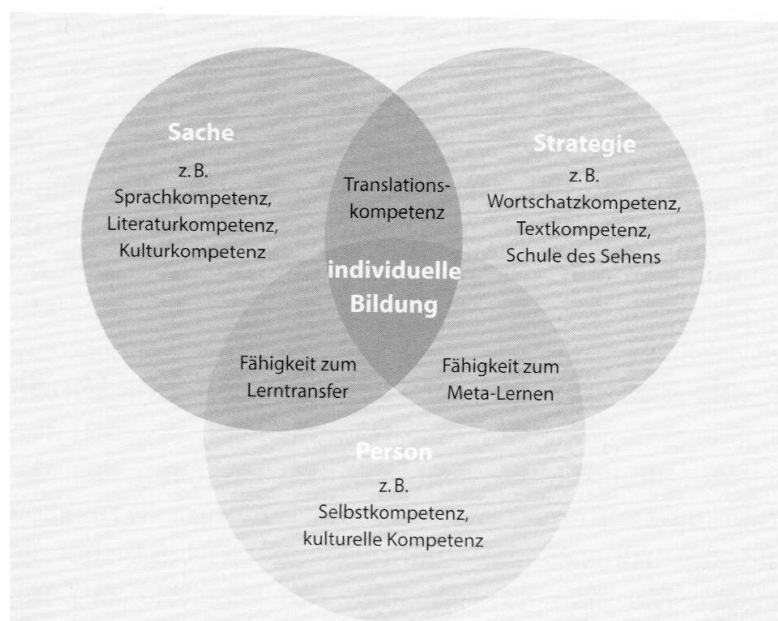 Sache
z. B.
Sprachkompetenz,
Literaturkompetenz,
Kulturkompetenz
Translations-
kompetenz
Strategie
z. B.
Wortschatzkompetenz,
Textkompetenz,
Schule des Sehens
individuelle
Bildung
Fähigkeit zum
Lerntransfer
Fähigkeit zum
Meta-Lernen
Person
z. B.
Selbstkompetenz,
kulturelle Kompetenz